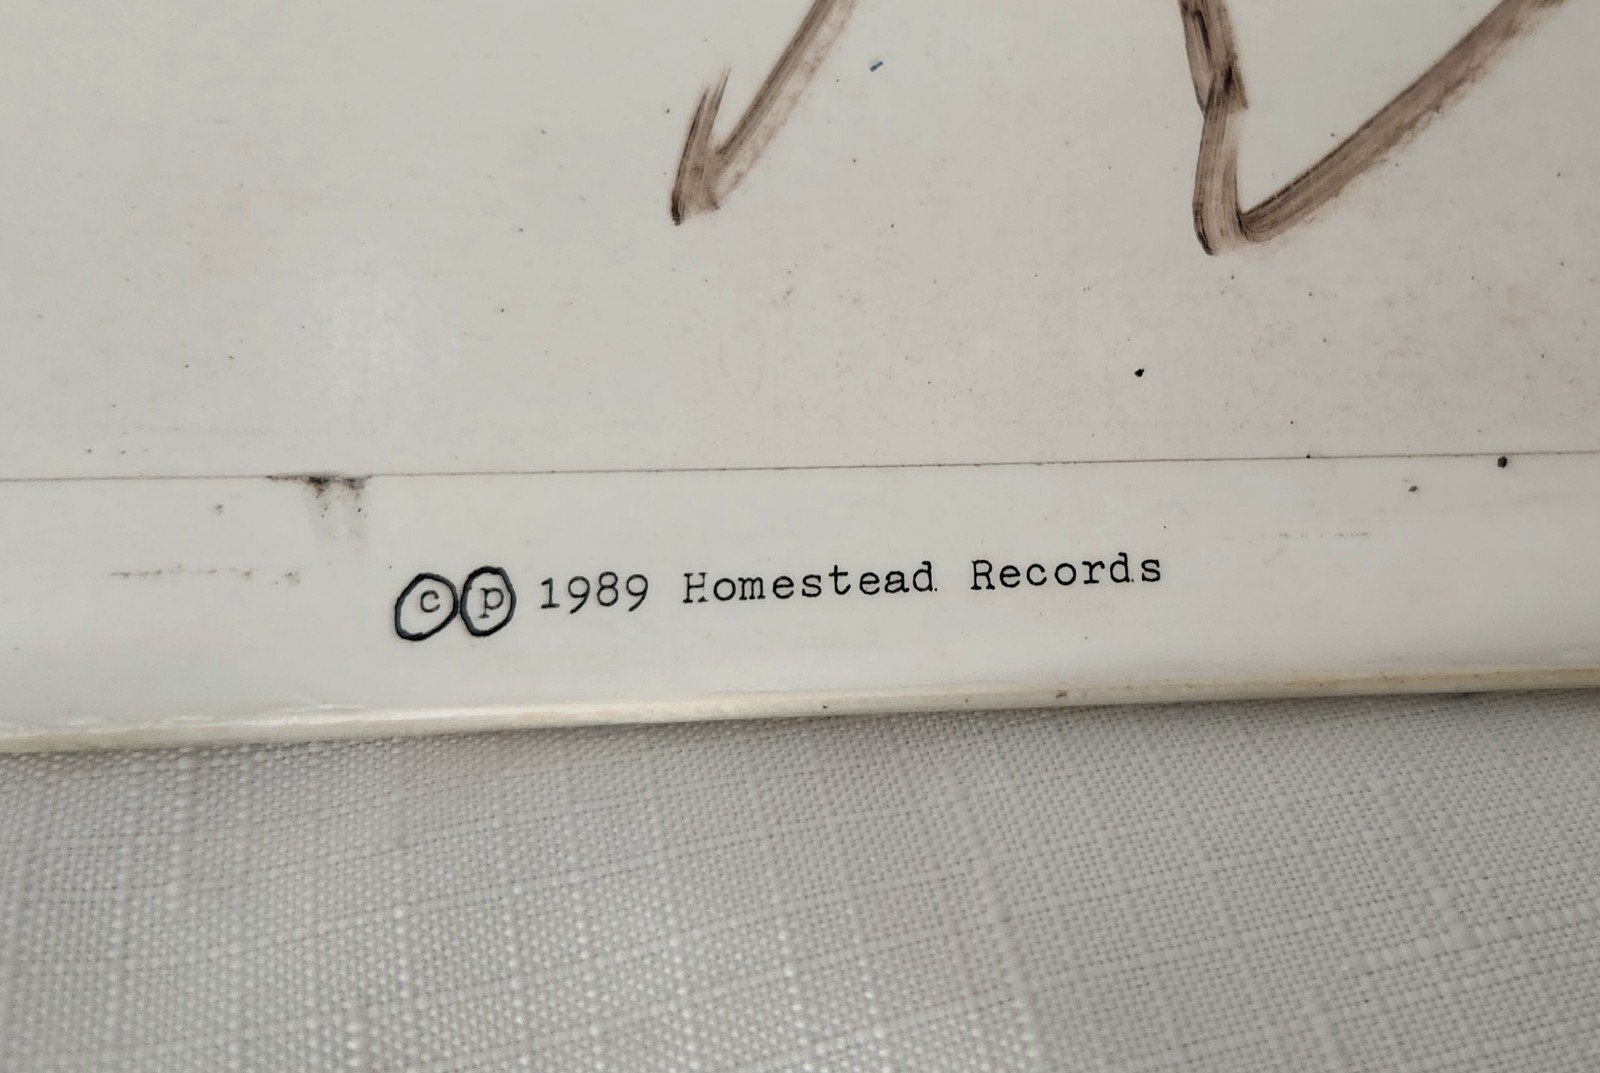 ©℗ 1989 Homestead Records